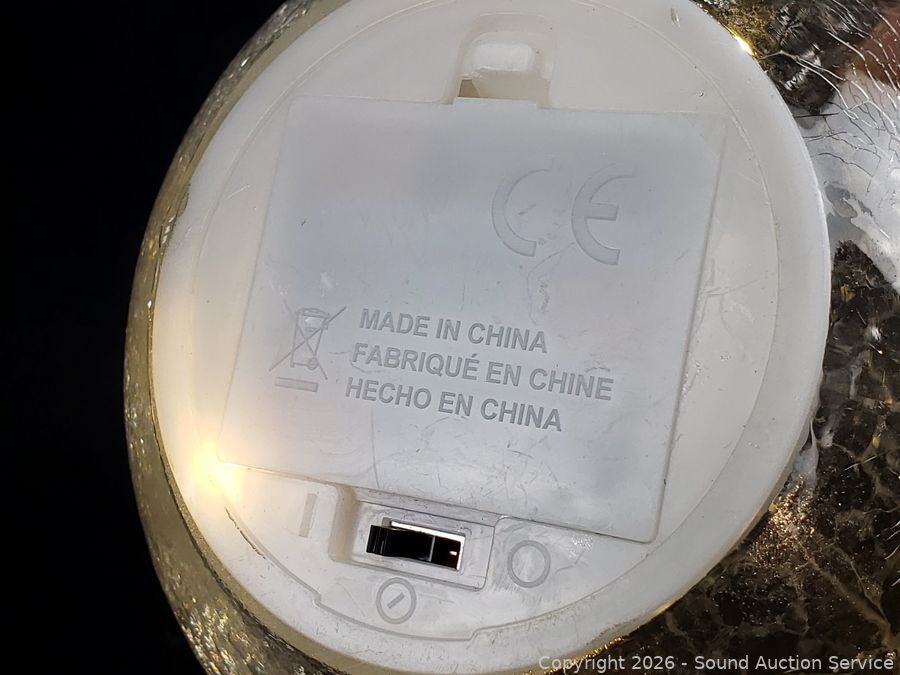 CE
MADE IN CHINA
FABRIQUÉ EN CHINE
HECHO EN CHINA
Copyright 2026 - Sound Auction Service